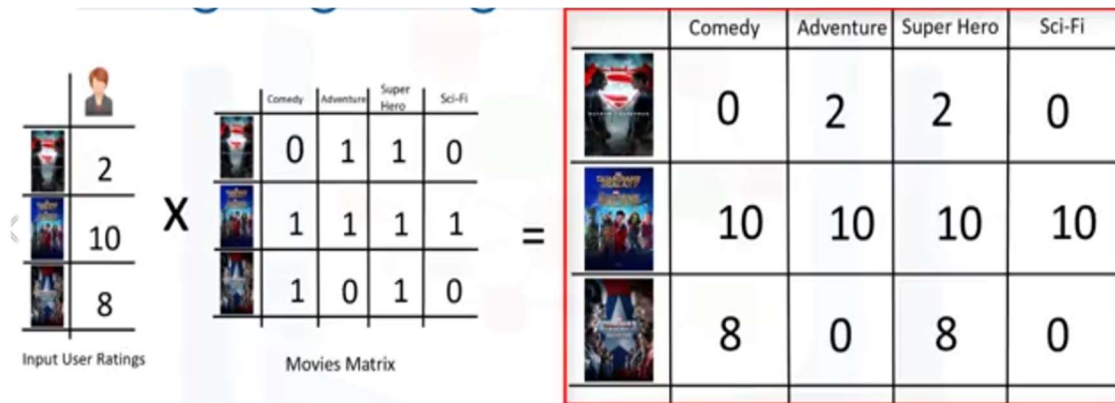 2
10
8
Input User Ratings
X
Comedy Adventure Super Hero Sci-Fi
0 1 1 0
1 1 1 1
1 0 1 0
Movies Matrix
=
Comedy Adventure Super Hero Sci-Fi
0 2 2 0
10 10 10 10
8 0 8 0